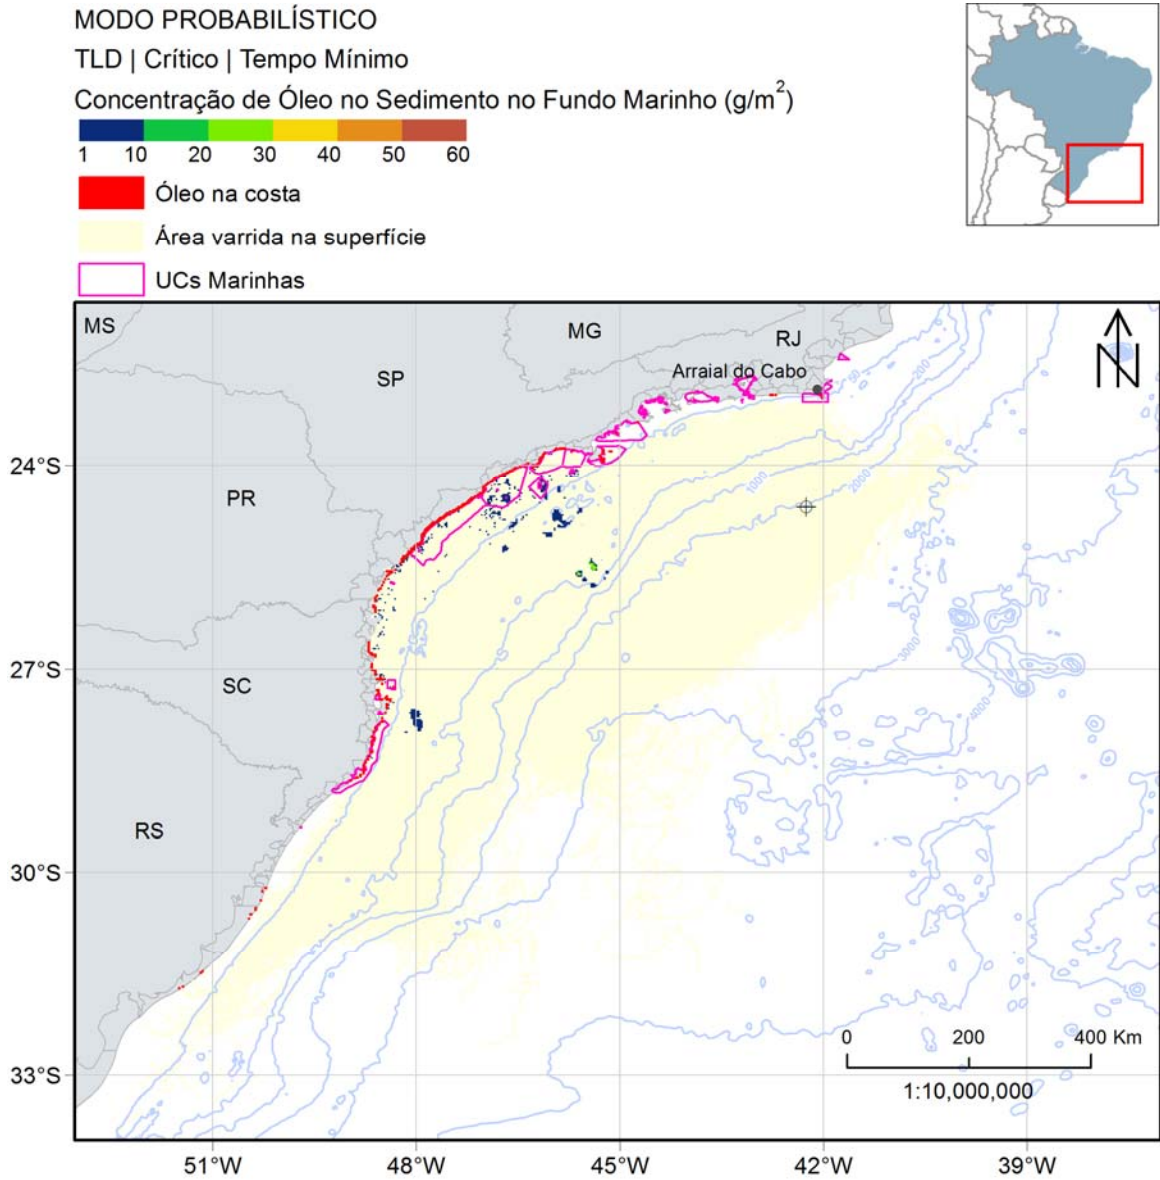 MODO PROBABILÍSTICO
TLD | Crítico | Tempo Mínimo
Concentração de Óleo no Sedimento no Fundo Marinho (g/m²)
1 10 20 30 40 50 60
Óleo na costa
Área varrida na superfície
UCs Marinhas
MS
MG
RJ
N
SP
Arraial do Cabo
50
200
24°S
1000
2000
PR
3000
27°S
SC
4000
RS
30°S
0 200 400 Km
33°S
1:10,000,000
51°W 48°W 45°W 42°W 39°W